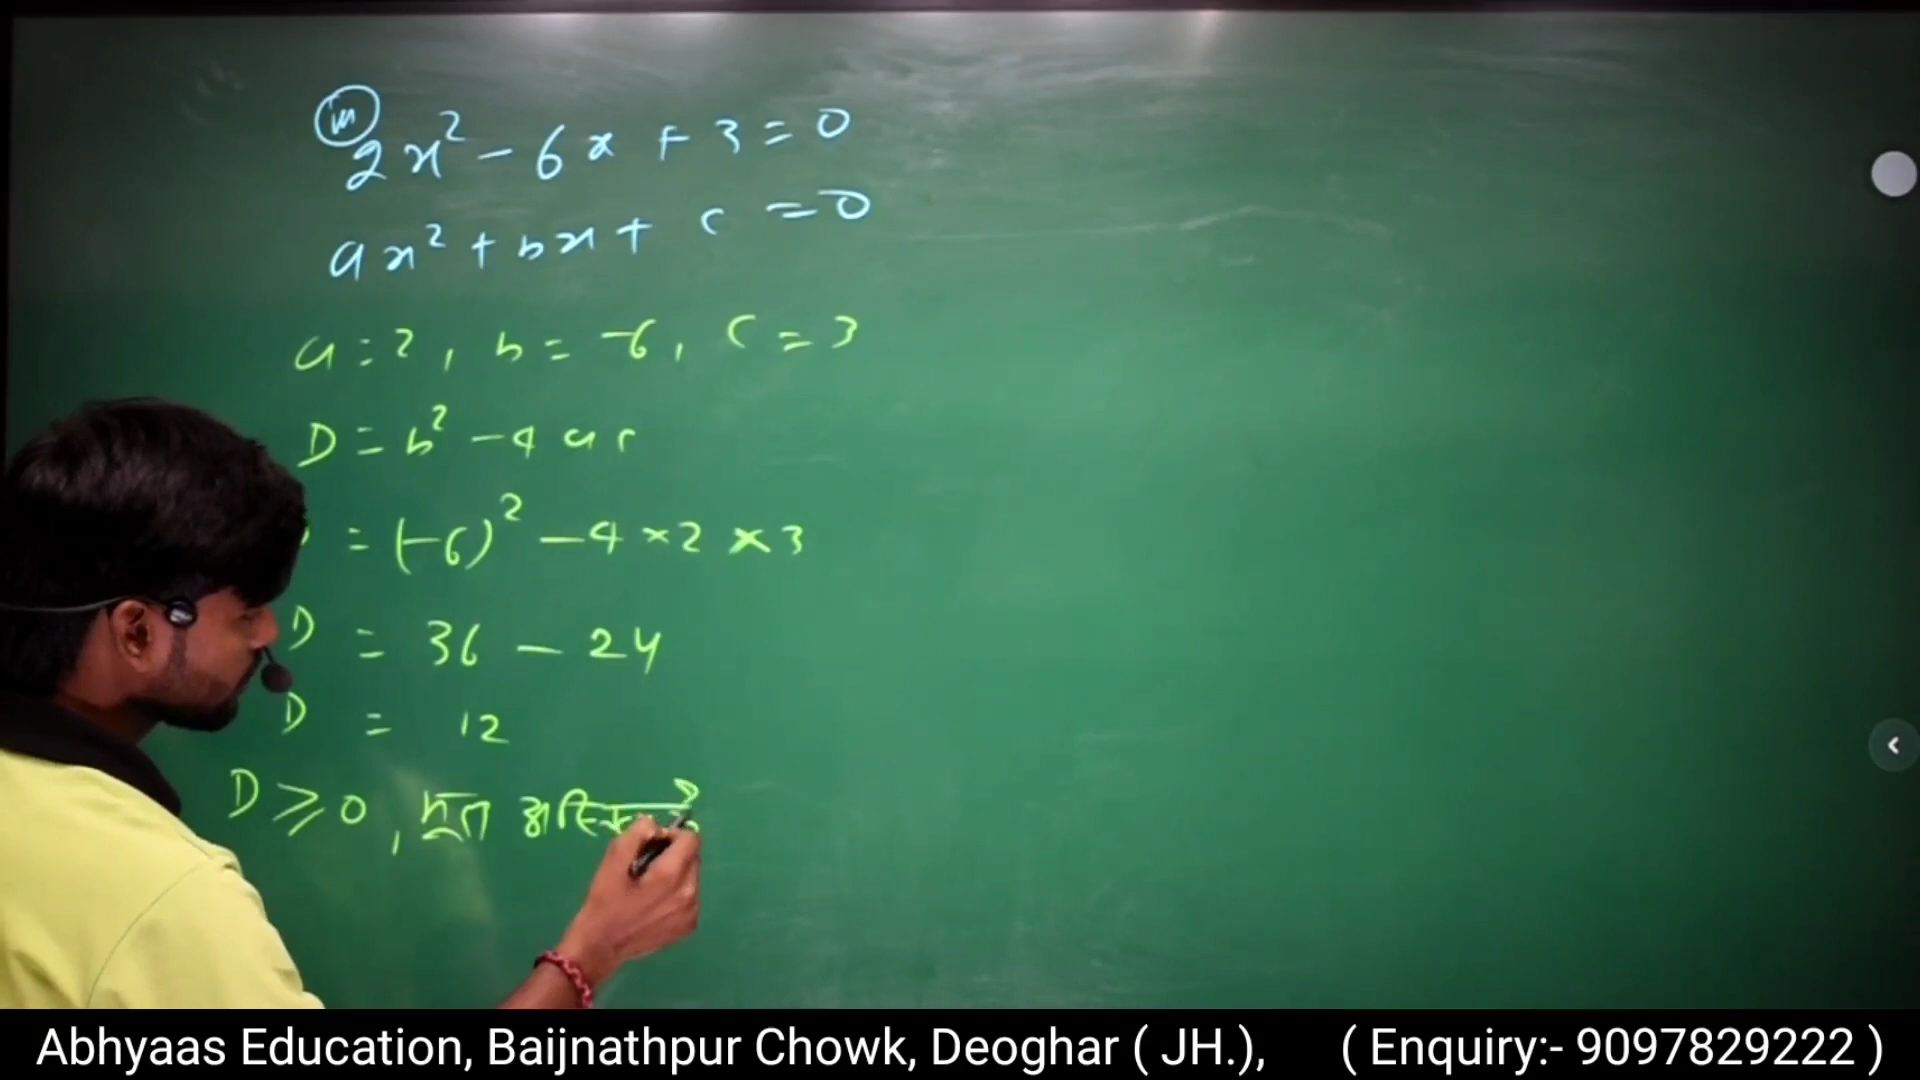 (iii) 2x² - 6x + 3 = 0
ax² + bx + c = 0
a = 2, b = -6, c = 3
D = b² - 4ac
= (-6)² - 4 × 2 × 3
D = 36 - 24
D = 12
D ≥ 0, मूल
Abhyaas Education, Baijnathpur Chowk, Deoghar ( JH.), ( Enquiry:- 9097829222 )